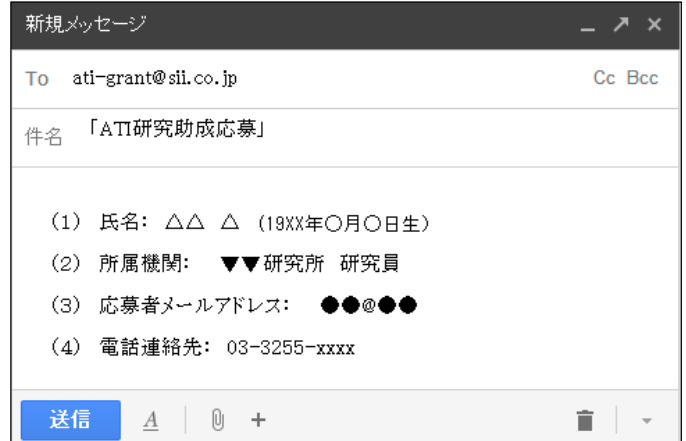 新規メッセージ
To ati-grant@sii.co.jp Cc Bcc
件名 「ATI研究助成応募」
(1) 氏名: △△ △ (19XX年○月○日生)
(2) 所属機関: ▼▼研究所 研究員
(3) 応募者メールアドレス: ●●@●●
(4) 電話連絡先: 03-3255-xxxx
送信 A